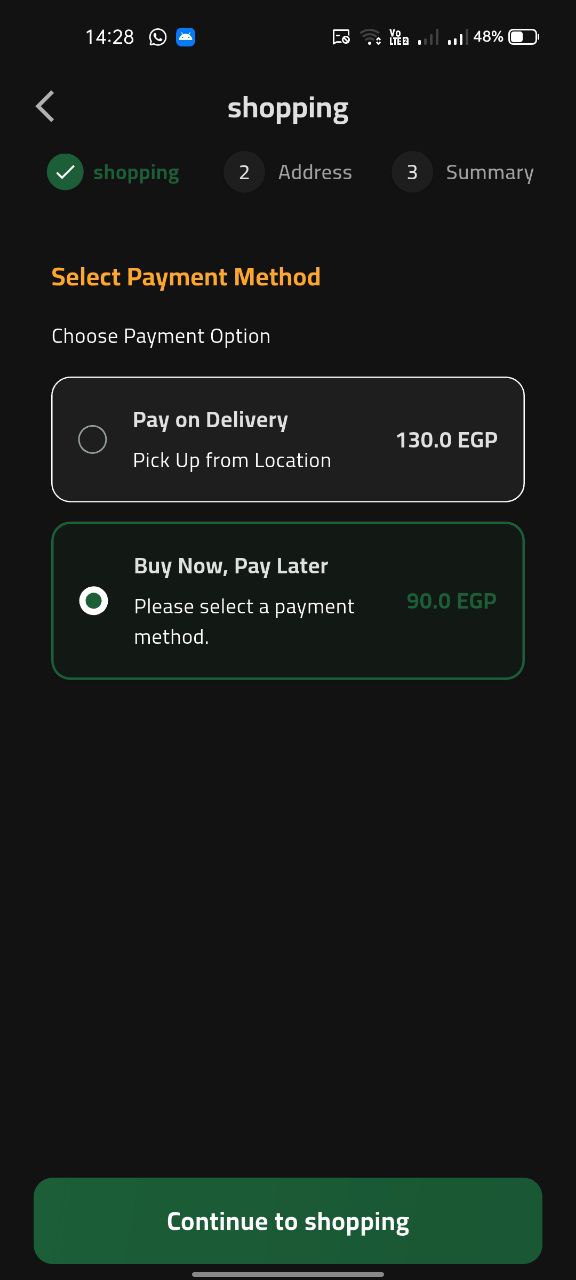 14:28
Vo
LTE 2
48%
shopping
shopping
2 Address
3 Summary
Select Payment Method
Choose Payment Option
Pay on Delivery
Pick Up from Location
130.0 EGP
Buy Now, Pay Later
Please select a payment
method.
90.0 EGP
Continue to shopping